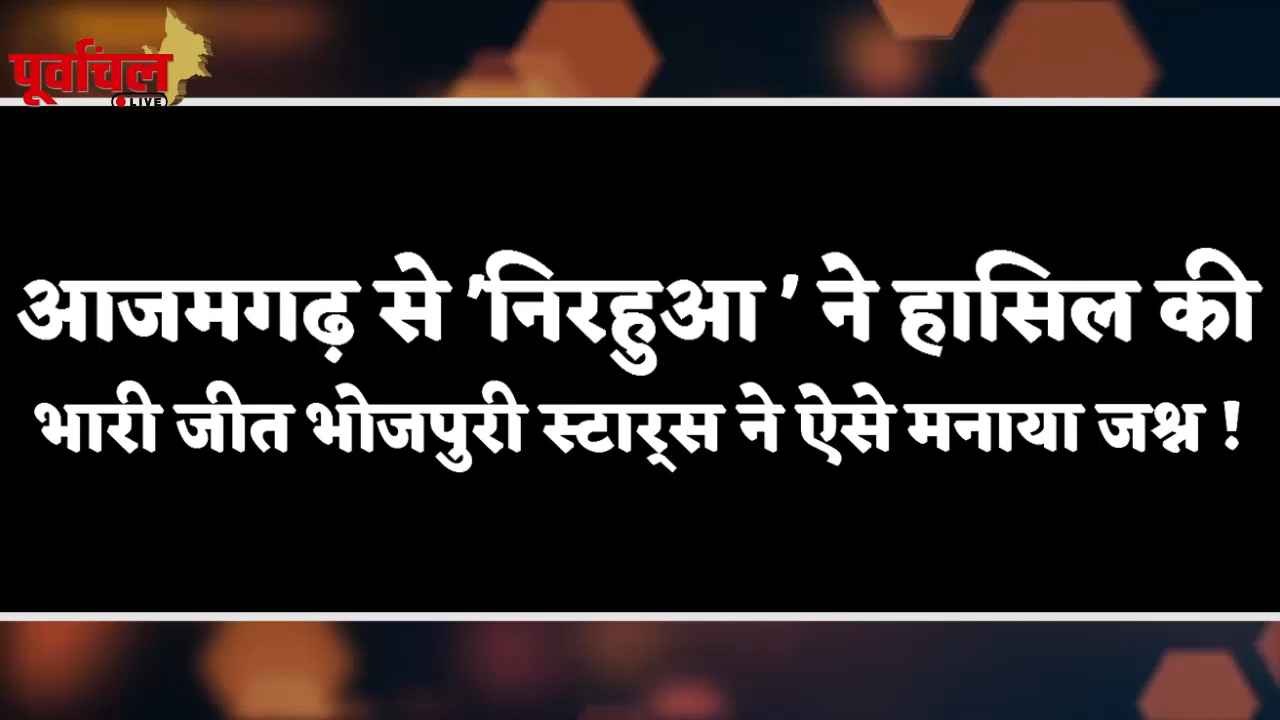 पूर्वांचल
LIVE
आजमगढ़ से 'निरहुआ ' ने हासिल की
भारी जीत भोजपुरी स्टार्स ने ऐसे मनाया जश्न !